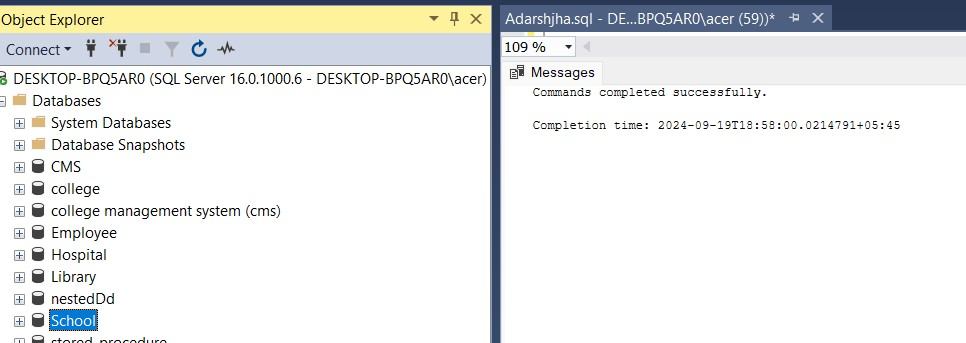 Object Explorer
Connect
DESKTOP-BPQ5AR0 (SQL Server 16.0.1000.6 - DESKTOP-BPQ5AR0\acer)
Databases
System Databases
Database Snapshots
CMS
college
college management system (cms)
Employee
Hospital
Library
nestedDd
School
stored_procedure
Adarshjha.sql - DE...BPQ5AR0\acer (59))*
109 %
Messages
Commands completed successfully.
Completion time: 2024-09-19T18:58:00.0214791+05:45